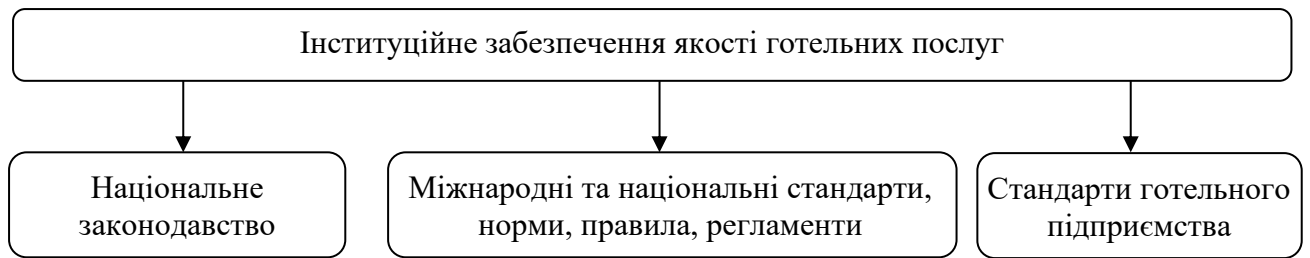 Інституційне забезпечення якості готельних послуг
Національне
законодавство
Міжнародні та національні стандарти,
норми, правила, регламенти
Стандарти готельного
підприємства